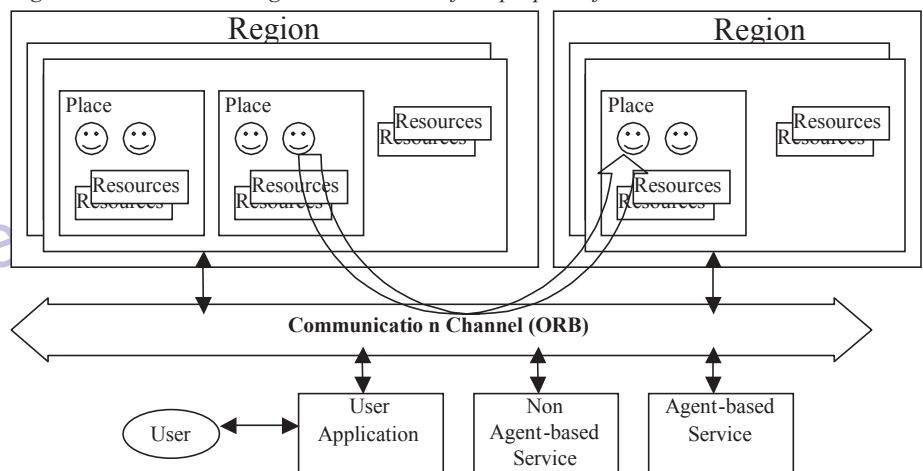 Region
Region
Place
Place
Resources
Resources
Resources
Resources
Resources
Resources
Place
Resources
Resources
Resources
Resources
Communicatio n Channel (ORB)
User
User
Application
Non
Agent-based
Service
Agent-based
Service